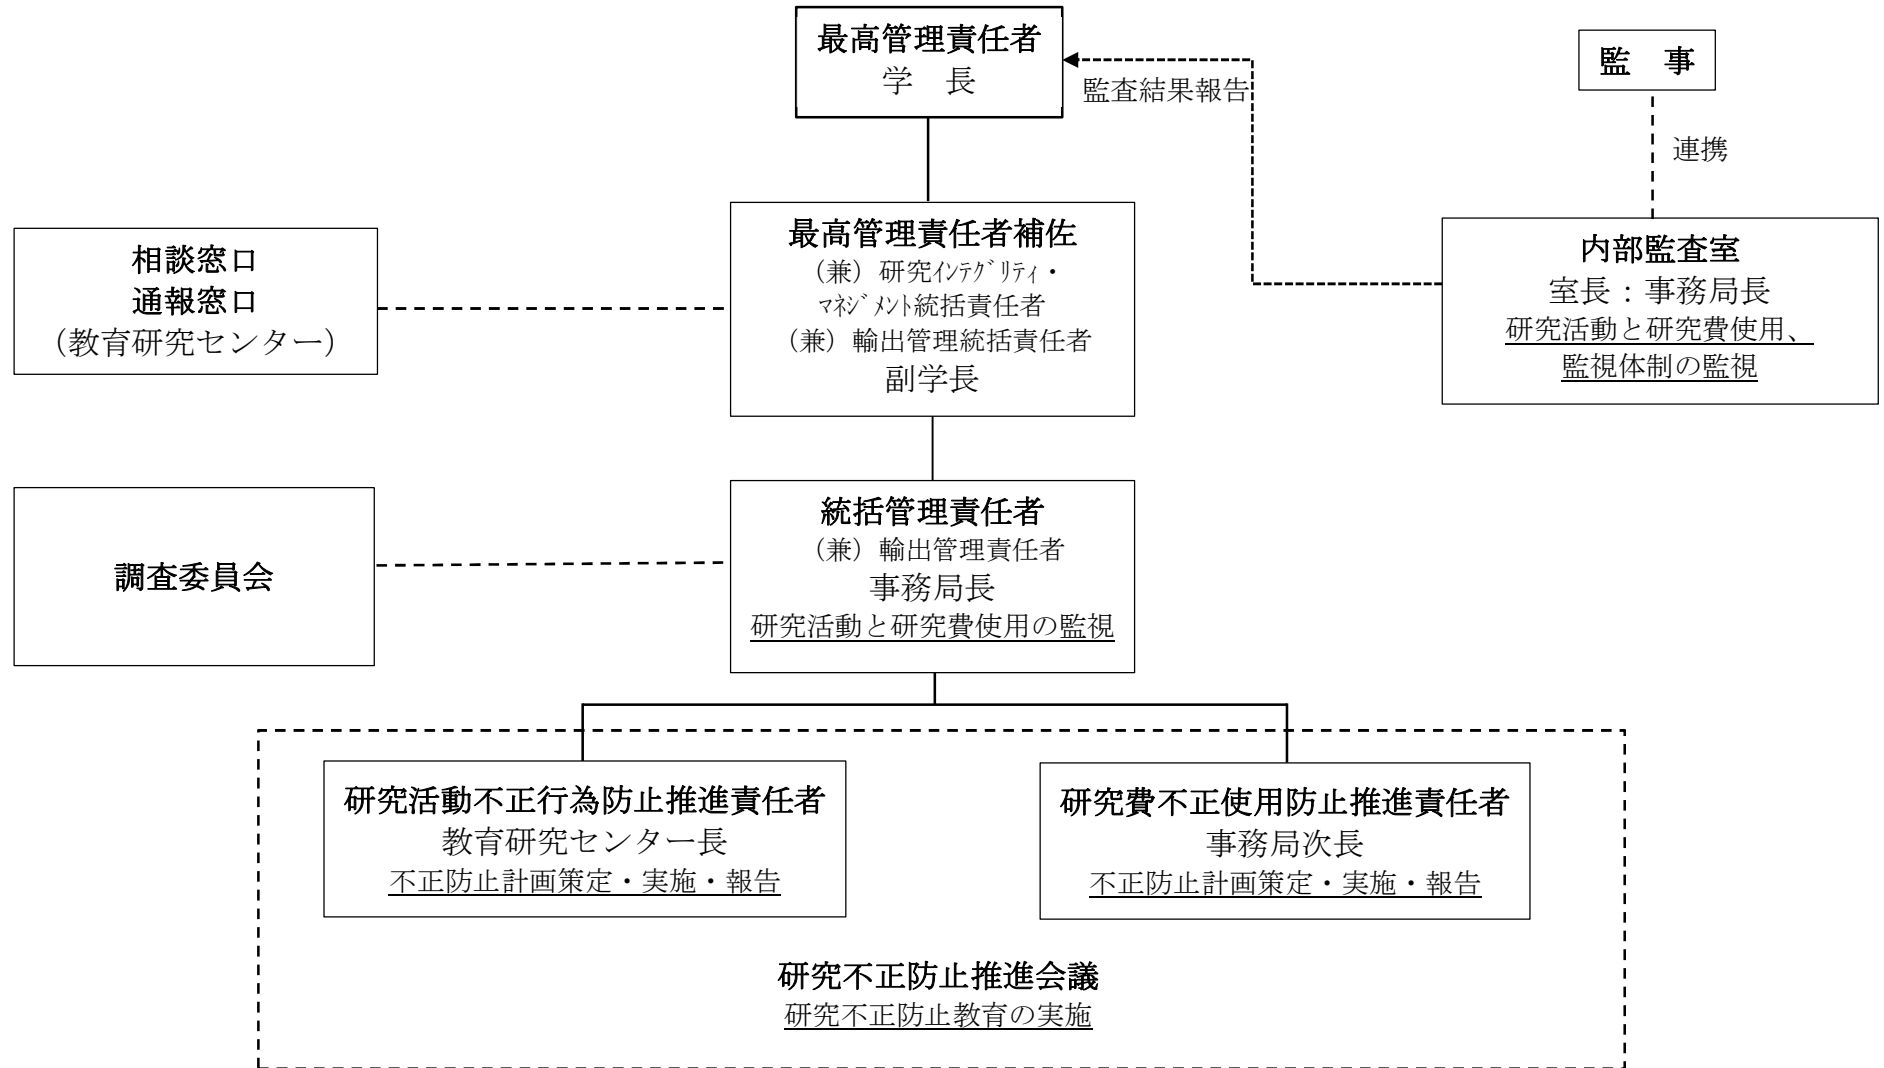 最高管理責任者
学　長
監査結果報告
監　事
連携
相談窓口
通報窓口
（教育研究センター）
最高管理責任者補佐
（兼）研究ｲﾝﾃｸﾞﾘﾃｨ・
ﾏﾈｼﾞﾒﾝﾄ統括責任者
（兼）輸出管理統括責任者
副学長
内部監査室
室長：事務局長
研究活動と研究費使用、
監視体制の監視
調査委員会
統括管理責任者
（兼）輸出管理責任者
事務局長
研究活動と研究費使用の監視
研究活動不正行為防止推進責任者
教育研究センター長
不正防止計画策定・実施・報告
研究費不正使用防止推進責任者
事務局次長
不正防止計画策定・実施・報告
研究不正防止推進会議
研究不正防止教育の実施